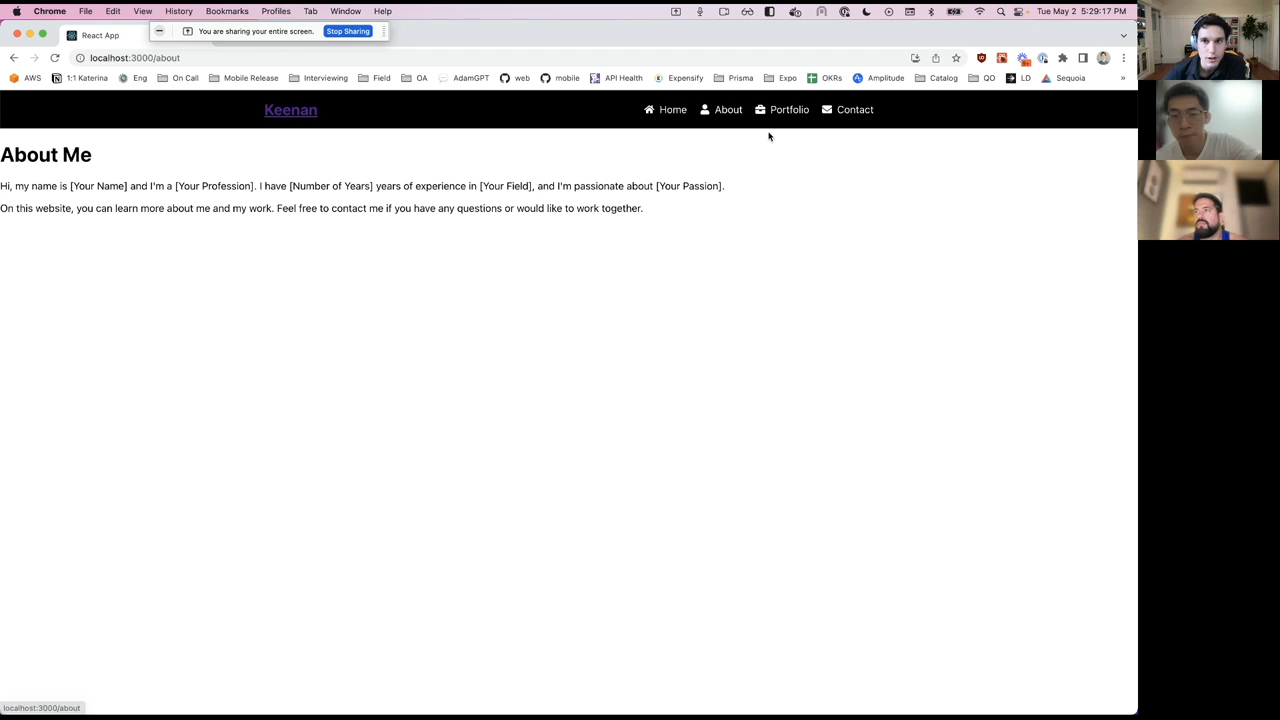 Chrome File Edit View History Bookmarks Profiles Tab Window Help Tue May 2 5:29:17 PM
React App
You are sharing your entire screen. Stop Sharing
localhost:3000/about
AWS 1:1 Katerina Eng On Call Mobile Release Interviewing Field OA AdamGPT web mobile API Health Expensify Prisma Expo OKRs Amplitude Catalog QO LD Sequoia »
Keenan Home About Portfolio Contact
About Me
Hi, my name is [Your Name] and I'm a [Your Profession]. I have [Number of Years] years of experience in [Your Field], and I'm passionate about [Your Passion].
On this website, you can learn more about me and my work. Feel free to contact me if you have any questions or would like to work together.
localhost:3000/about